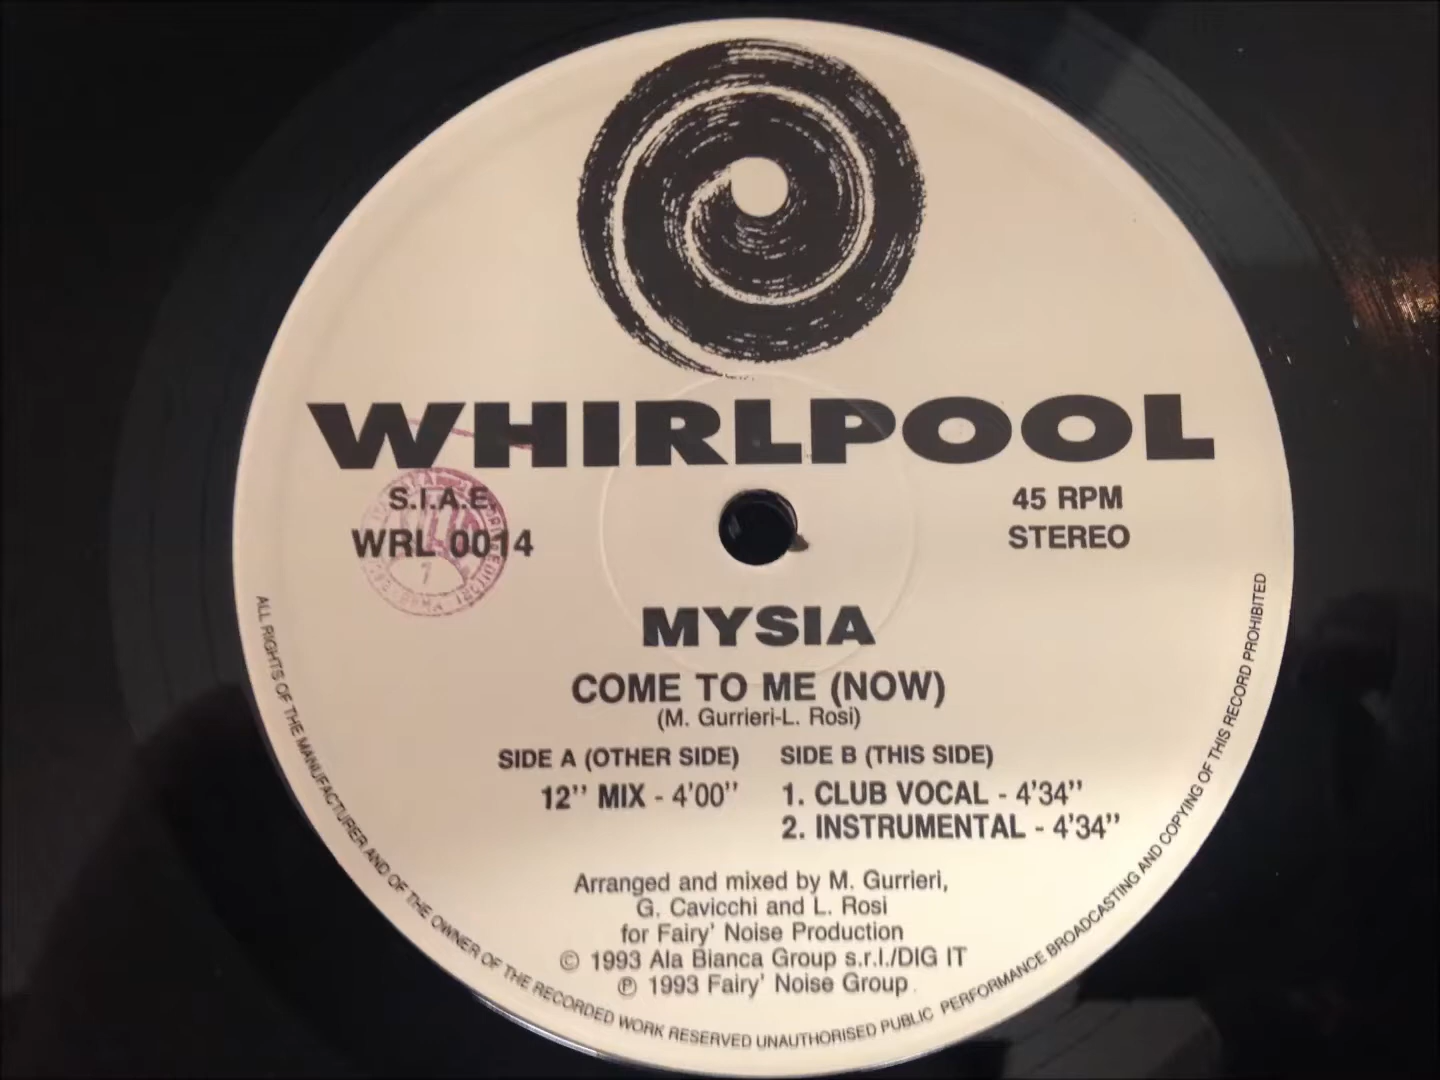 WHIRLPOOL
S.I.A.E.
WRL 0014
45 RPM
STEREO
MYSIA
COME TO ME (NOW)
(M. Gurrieri-L. Rosi)
SIDE A (OTHER SIDE)
12'' MIX - 4'00''
SIDE B (THIS SIDE)
1. CLUB VOCAL - 4'34''
2. INSTRUMENTAL - 4'34''
Arranged and mixed by M. Gurrieri,
G. Cavicchi and L. Rosi
for Fairy' Noise Production
© 1993 Ala Bianca Group s.r.l./DIG IT
℗ 1993 Fairy' Noise Group
ALL RIGHTS OF THE MANUFACTURER AND OF THE OWNER OF THE RECORDED WORK RESERVED UNAUTHORISED PUBLIC PERFORMANCE BROADCASTING AND COPYING OF THIS RECORD PROHIBITED